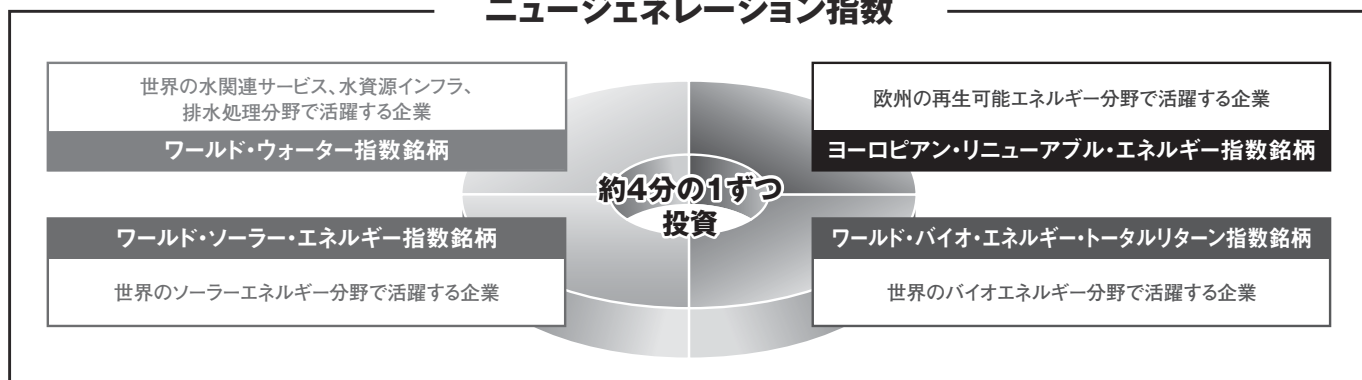 ニュージェネレーション指数
世界の水関連サービス、水資源インフラ、
排水処理分野で活躍する企業
ワールド・ウォーター指数銘柄
欧州の再生可能エネルギー分野で活躍する企業
ヨーロピアン・リニューアブル・エネルギー指数銘柄
約4分の1ずつ
投資
ワールド・ソーラー・エネルギー指数銘柄
世界のソーラーエネルギー分野で活躍する企業
ワールド・バイオ・エネルギー・トータルリターン指数銘柄
世界のバイオエネルギー分野で活躍する企業